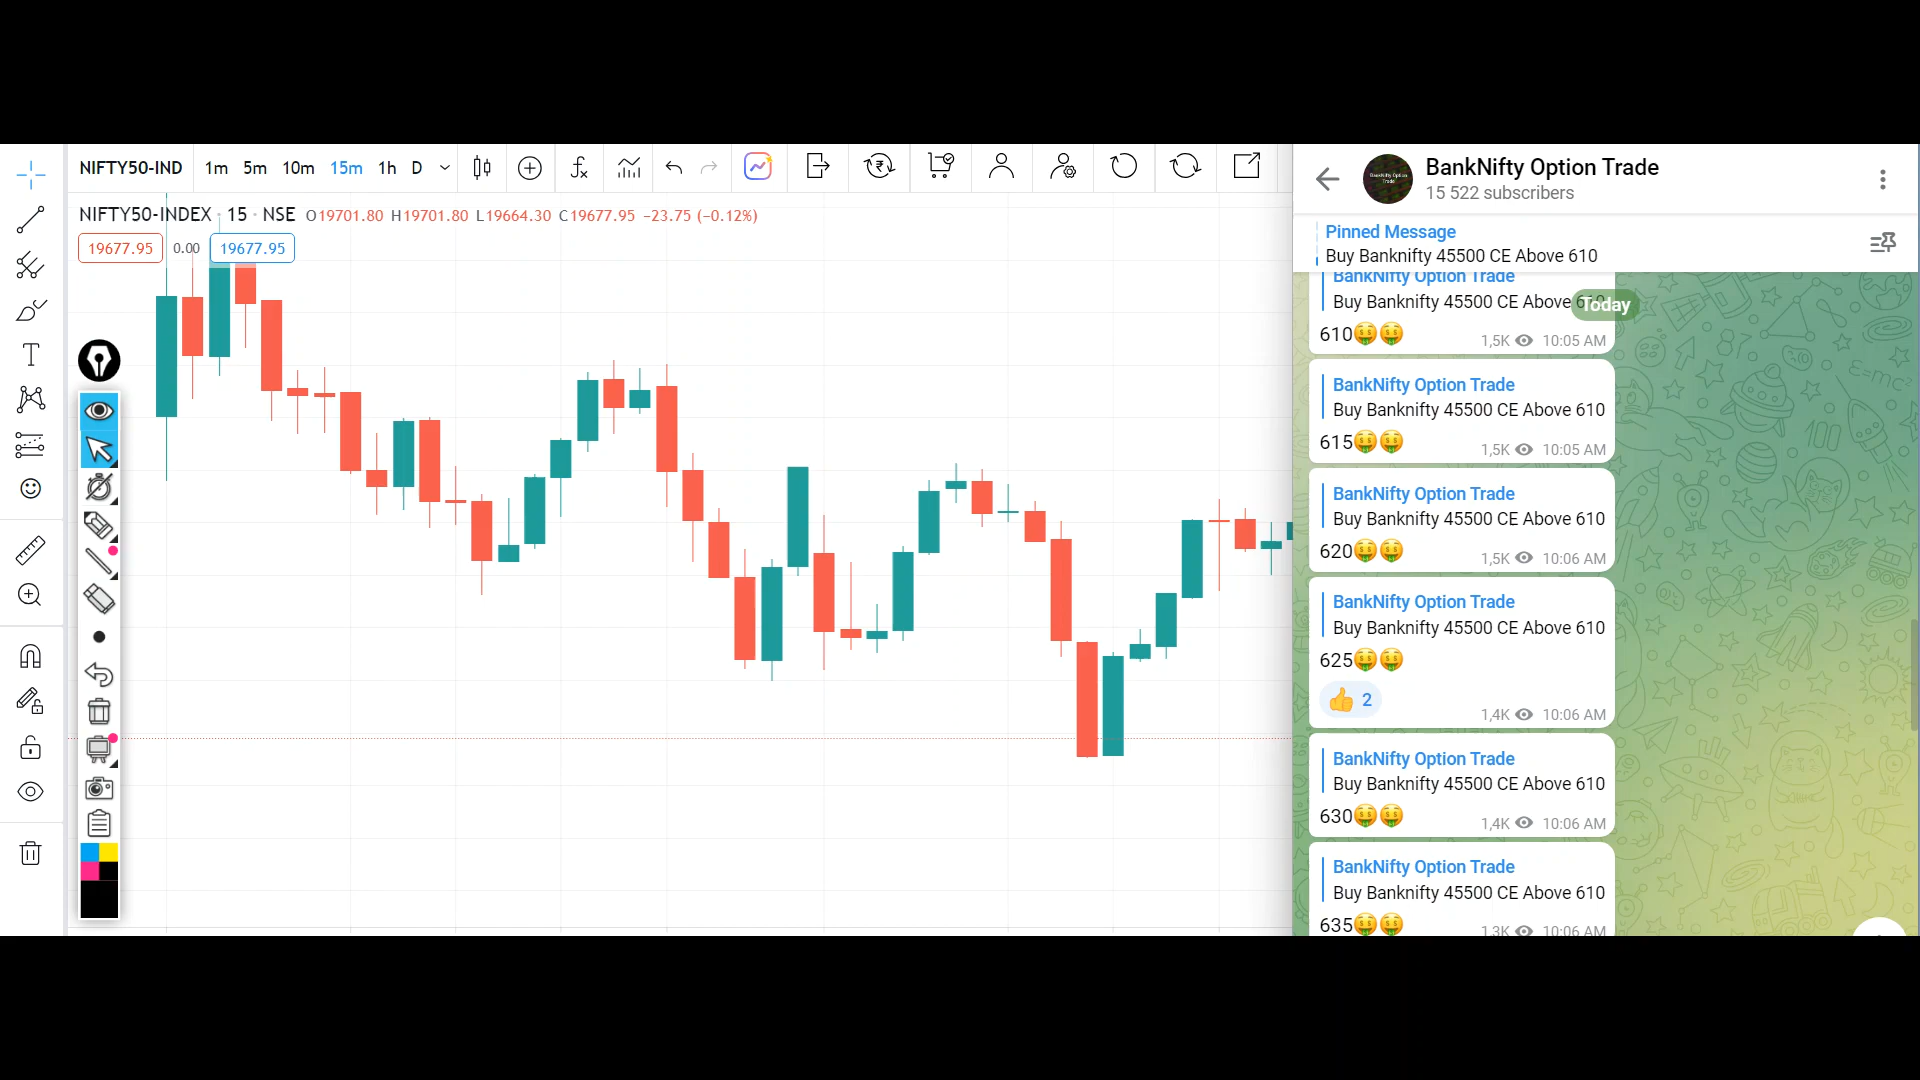 NIFTY50-IND 1m 5m 10m 15m 1h D
NIFTY50-INDEX · 15 · NSE O19701.80 H19701.80 L19664.30 C19677.95 −23.75 (−0.12%)
19677.95 0.00 19677.95
BankNifty Option Trade
15 522 subscribers
Pinned Message
Buy Banknifty 45500 CE Above 610
Today
BankNifty Option Trade
Buy Banknifty 45500 CE Above 610
610🤑🤑 1,5K 10:05 AM
BankNifty Option Trade
Buy Banknifty 45500 CE Above 610
615🤑🤑 1,5K 10:05 AM
BankNifty Option Trade
Buy Banknifty 45500 CE Above 610
620🤑🤑 1,5K 10:06 AM
BankNifty Option Trade
Buy Banknifty 45500 CE Above 610
625🤑🤑
👍 2 1,4K 10:06 AM
BankNifty Option Trade
Buy Banknifty 45500 CE Above 610
630🤑🤑 1,4K 10:06 AM
BankNifty Option Trade
Buy Banknifty 45500 CE Above 610
635🤑🤑 1,3K 10:06 AM